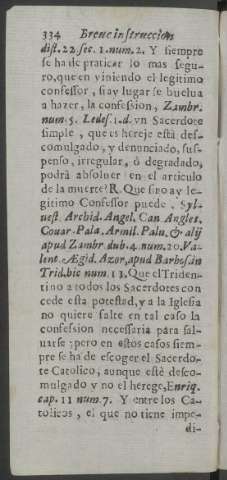 334 Breue instruccion
dist.22.sec. 1.num.2. Y siempre
se ha de praticar lo mas segu-
ro,que en viniendo el legitimo
confessor, si ay lugar se buelua
a hazer, la confession, Zambr.
num.5. Ledes.1.d. vn Sacerdote
simple, que es hereje està des-
comulgado, y denunciado, sus-
penso, irregular, ò degradado,
podrà absoluer en el articulo
de la muerte? R. Que si no ay le-
gitimo Confessor puede. Sylu-
uest. Archid. Angel. Can Angles.
Couar. Pala. Armil. Palu. & alij
apud Zambr. dub.4. num.20. Va-
lent. Ægid. Azor, apud Barbos. in
Trid. hic num.13. Que el Triden-
tino a todos los Sacerdotes con
cede esta potestad, y a la Iglesia
no quiere falte en tal caso la
confession necessaria para sal-
uarse; pero en estos casos siem-
pre se ha de escoger el Sacerdo-
te Catolico, aunque estè desco-
mulgado y no el herege, Enriq.
cap. 11 num.7. Y entre los Ca-
tolicos, el que no tiene impe-
di-